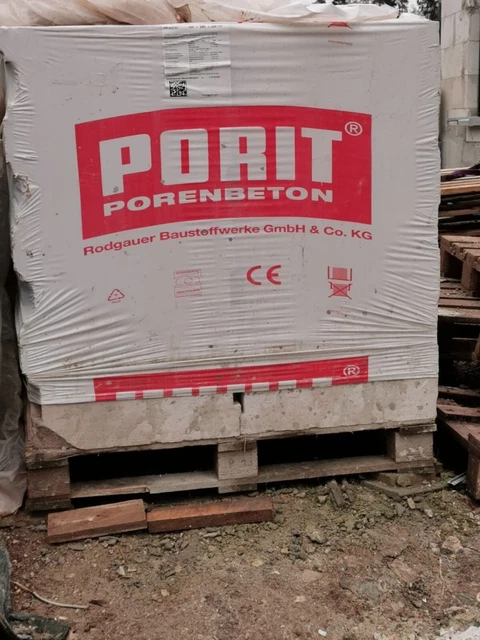 PORIT®
PORENBETON
Rodgauer Baustoffwerke GmbH & Co. KG
CE
®